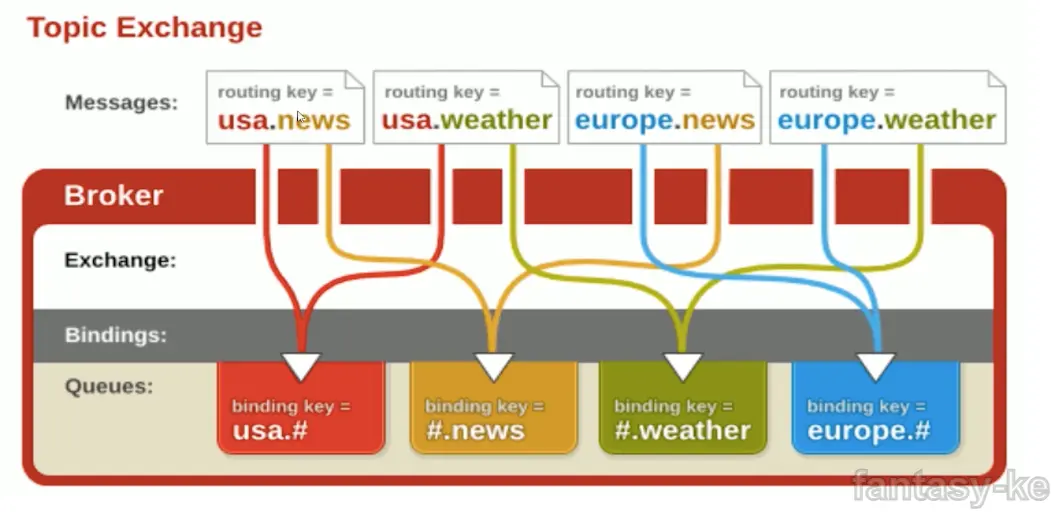 Topic Exchange
Messages:
routing key =
usa.news
routing key =
usa.weather
routing key =
europe.news
routing key =
europe.weather
Broker
Exchange:
Bindings:
Queues:
binding key =
usa.#
binding key =
#.news
binding key =
#.weather
binding key =
europe.#
fantasy-ke